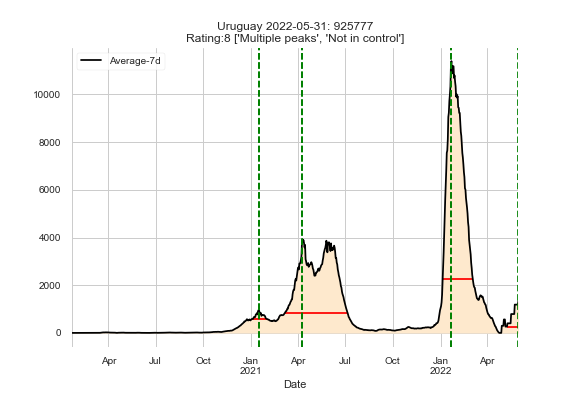 Uruguay 2022-05-31: 925777
Rating:8 ['Multiple peaks', 'Not in control']
Average-7d
10000
8000
6000
4000
2000
0
Apr Jul Oct Jan Apr Jul Oct Jan Apr
2021 2022
Date